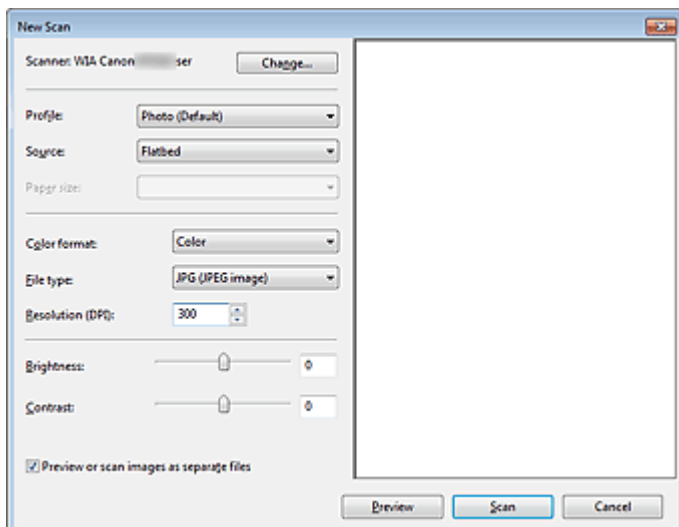 New Scan
Scanner: WIA Canon ser Change...
Profile: Photo (Default)
Source: Flatbed
Paper size:
Color format: Color
File type: JPG (JPEG image)
Resolution (DPI): 300
Brightness: 0
Contrast: 0
Preview or scan images as separate files
Preview Scan Cancel